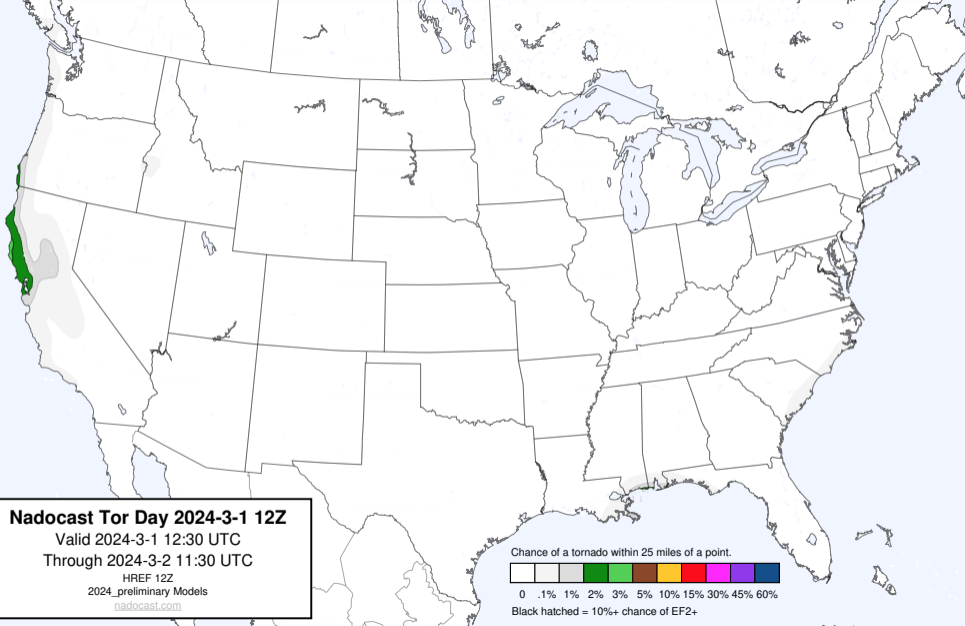 Nadocast Tor Day 2024-3-1 12Z
Valid 2024-3-1 12:30 UTC
Through 2024-3-2 11:30 UTC
HREF 12Z
2024_preliminary Models
nadocast.com
Chance of a tornado within 25 miles of a point.
0 .1% 1% 2% 3% 5% 10% 15% 30% 45% 60%
Black hatched = 10%+ chance of EF2+